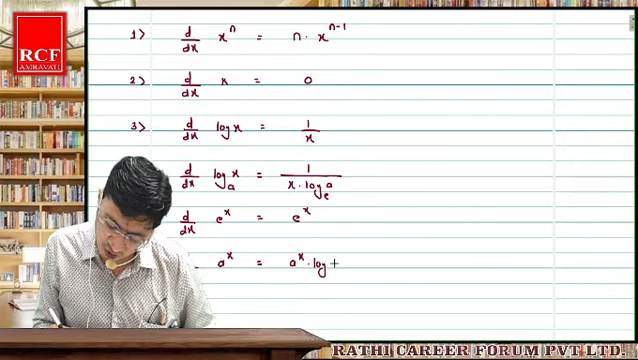 RCF
AMRAVATI
1) d/dx x^n = n · x^(n-1)
2) d/dx k = 0
3) d/dx log x = 1/x
d/dx log_a x = 1/(x · log_e a)
d/dx e^x = e^x
a^x = a^x · log
RATHI CAREER FORUM PVT LTD.